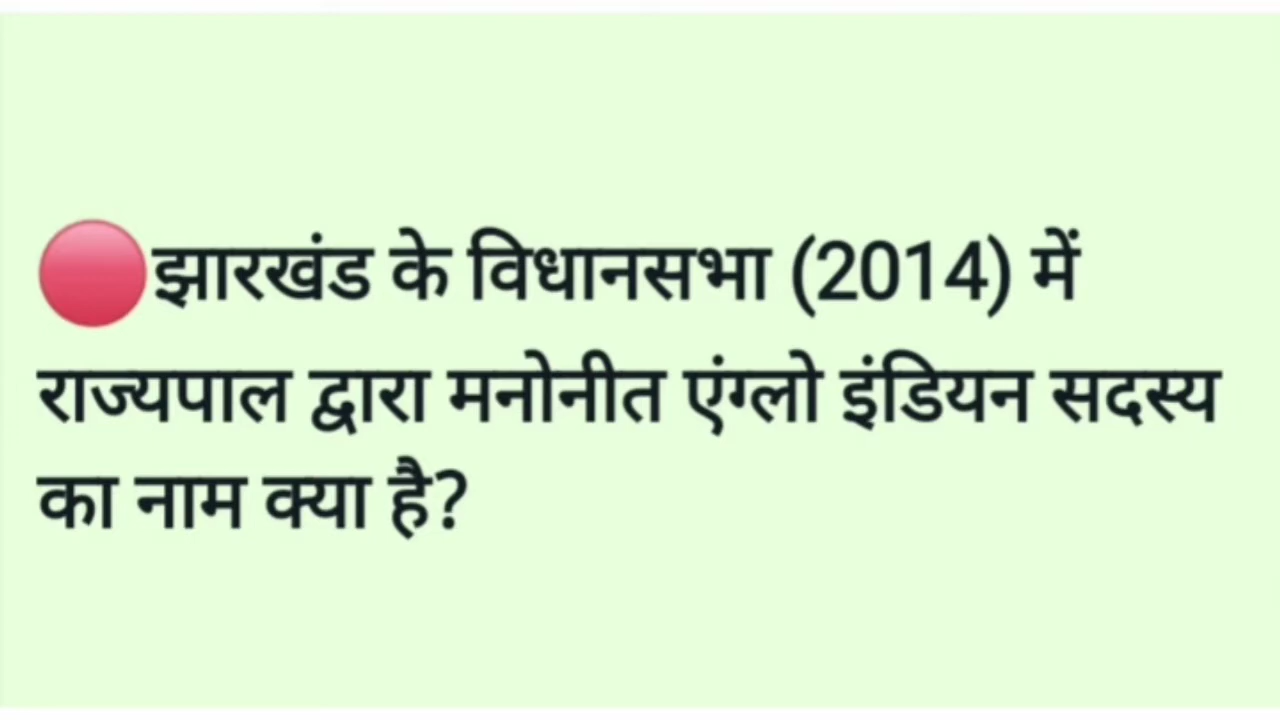 🔴झारखंड के विधानसभा (2014) में
राज्यपाल द्वारा मनोनीत एंग्लो इंडियन सदस्य
का नाम क्या है?